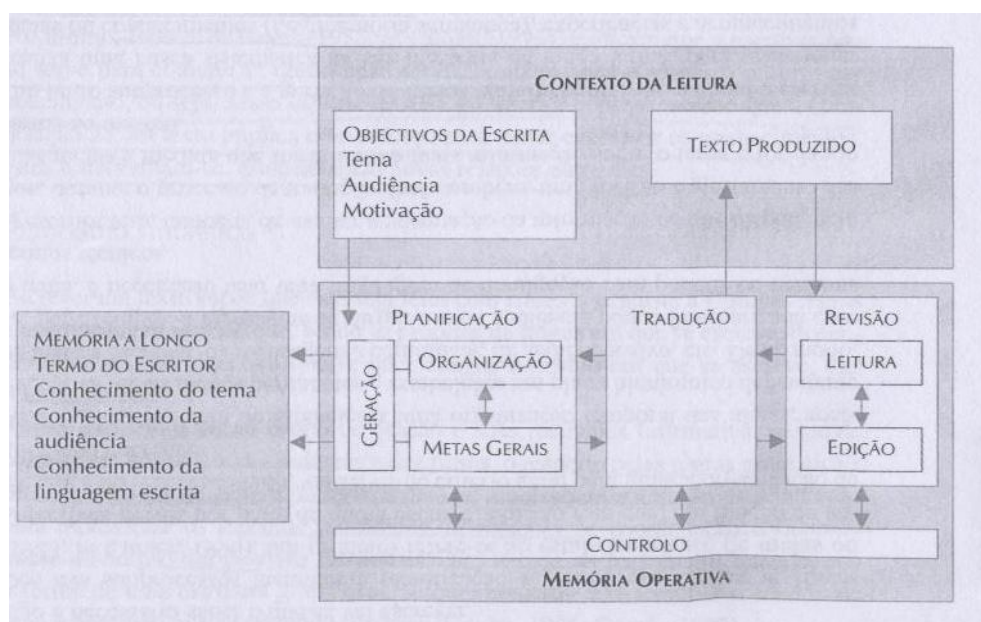 CONTEXTO DA LEITURA
OBJECTIVOS DA ESCRITA
Tema
Audiência
Motivação
TEXTO PRODUZIDO
PLANIFICAÇÃO
TRADUÇÃO
REVISÃO
MEMÓRIA A LONGO
TERMO DO ESCRITOR
Conhecimento do tema
Conhecimento da
audiência
Conhecimento da
linguagem escrita
GERAÇÃO
ORGANIZAÇÃO
METAS GERAIS
LEITURA
EDIÇÃO
CONTROLO
MEMÓRIA OPERATIVA